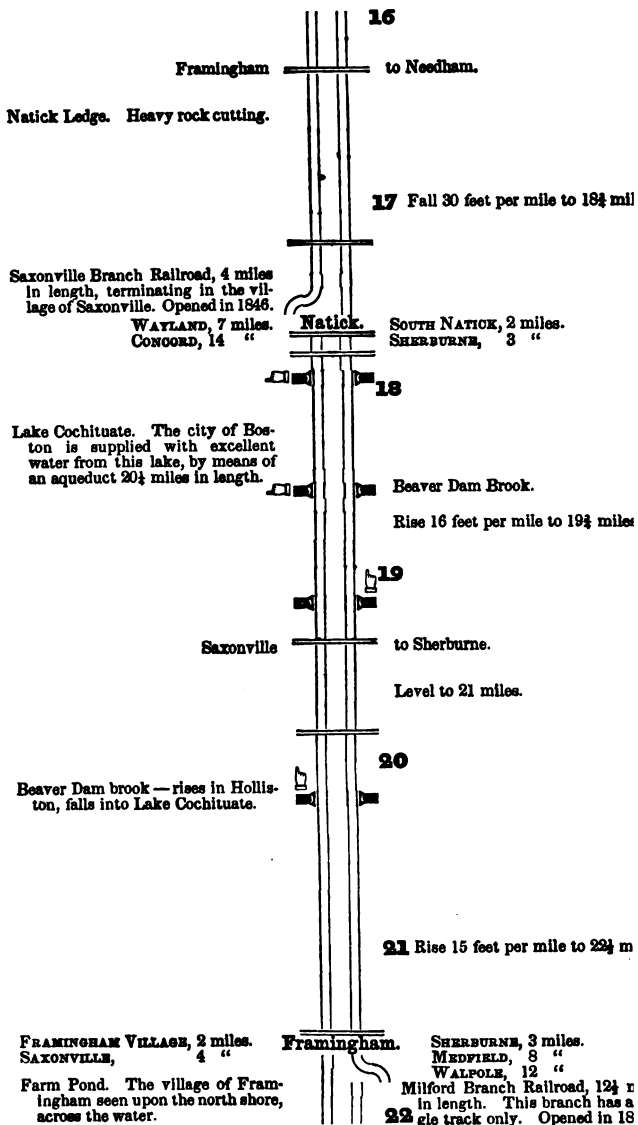 16
Framingham to Needham.
Natick Ledge. Heavy rock cutting.
17 Fall 30 feet per mile to 18¾ mil
Saxonville Branch Railroad, 4 miles
in length, terminating in the vil-
lage of Saxonville. Opened in 1846.
WAYLAND, 7 miles.
CONCORD, 14 “
Natick.
SOUTH NATICK, 2 miles.
SHERBURNE, 3 “
18
Lake Cochituate. The city of Bos-
ton is supplied with excellent
water from this lake, by means of
an aqueduct 20¼ miles in length.
Beaver Dam Brook.
Rise 16 feet per mile to 19¾ miles
19
Saxonville to Sherburne.
Level to 21 miles.
20
Beaver Dam brook — rises in Hollis-
ton, falls into Lake Cochituate.
21 Rise 15 feet per mile to 22½ m
FRAMINGHAM VILLAGE, 2 miles.
SAXONVILLE, 4 “
Framingham.
SHERBURNE, 3 miles.
MEDFIELD, 8 “
WALPOLE, 12 “
Farm Pond. The village of Fram-
ingham seen upon the north shore,
across the water.
Milford Branch Railroad, 12½ m
in length. This branch has a
22 gle track only. Opened in 18